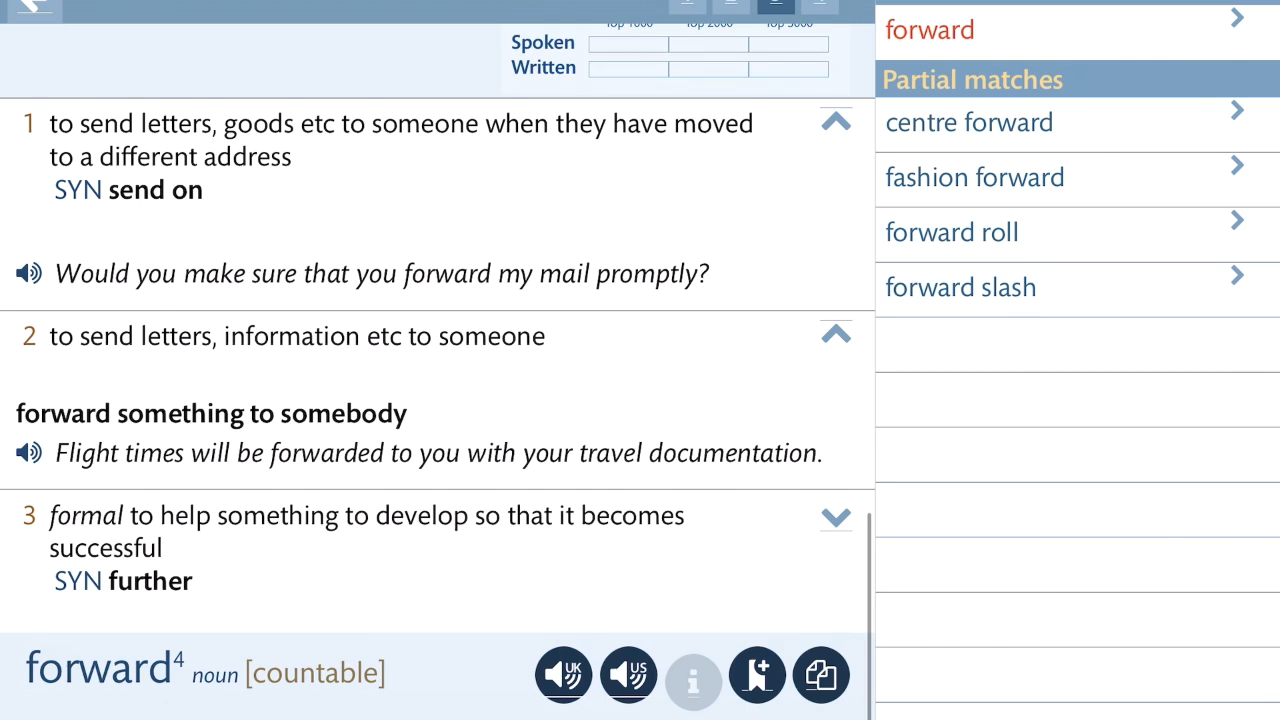 Spoken
Written
1 to send letters, goods etc to someone when they have moved
to a different address
SYN send on
Would you make sure that you forward my mail promptly?
2 to send letters, information etc to someone
forward something to somebody
Flight times will be forwarded to you with your travel documentation.
3 formal to help something to develop so that it becomes
successful
SYN further
forward4 noun [countable]
UK
US
forward
Partial matches
centre forward
fashion forward
forward roll
forward slash